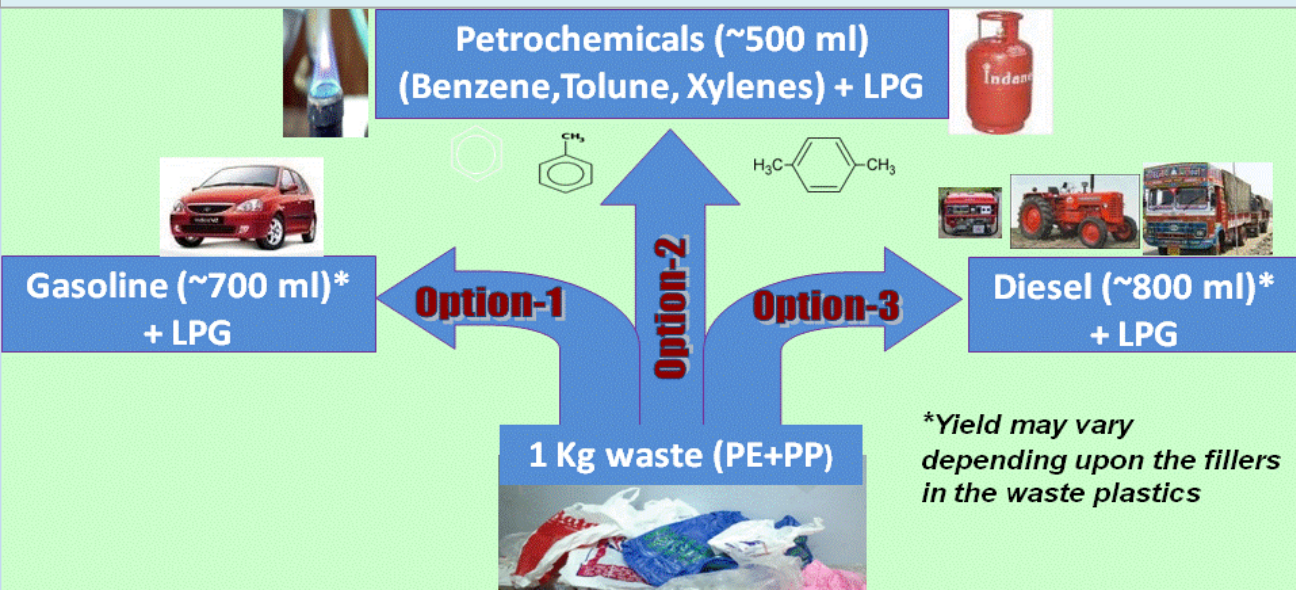 Petrochemicals (~500 ml)
(Benzene,Tolune, Xylenes) + LPG
Indane
CH₃
H₃C
CH₃
Gasoline (~700 ml)*
+ LPG
Option-1
Option-2
Option-3
Diesel (~800 ml)*
+ LPG
1 Kg waste (PE+PP)
*Yield may vary
depending upon the fillers
in the waste plastics